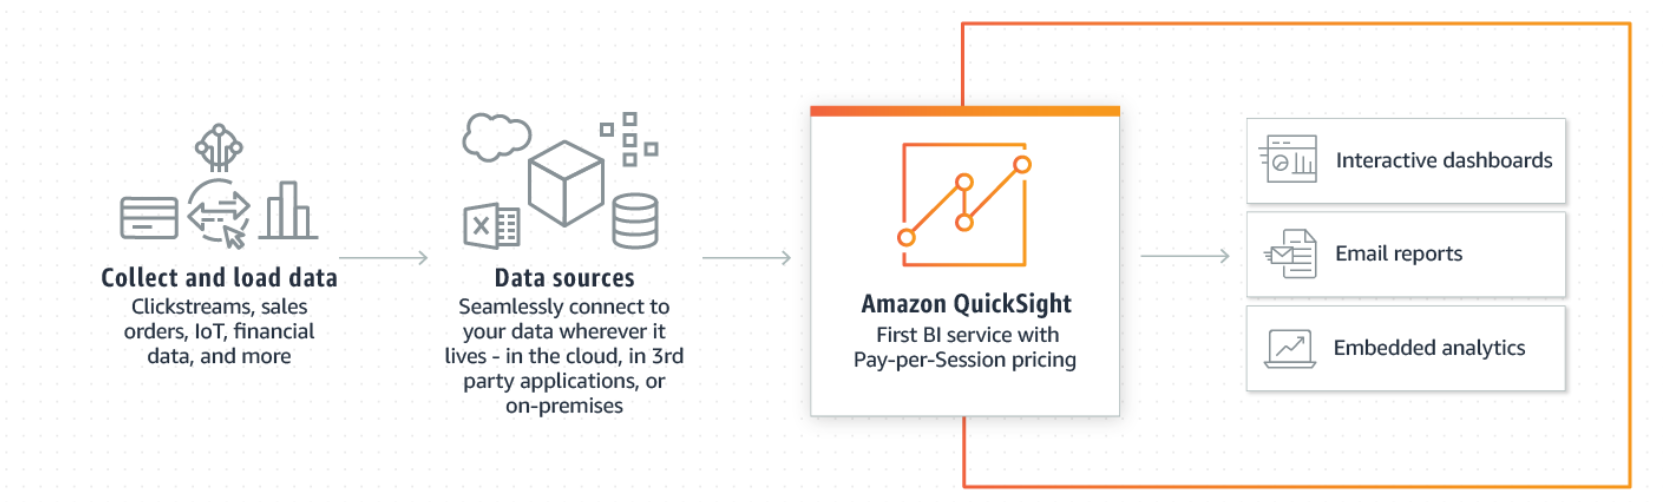 Collect and load data
Clickstreams, sales
orders, IoT, financial
data, and more
Data sources
Seamlessly connect to
your data wherever it
lives - in the cloud, in 3rd
party applications, or
on-premises
Amazon QuickSight
First BI service with
Pay-per-Session pricing
Interactive dashboards
Email reports
Embedded analytics